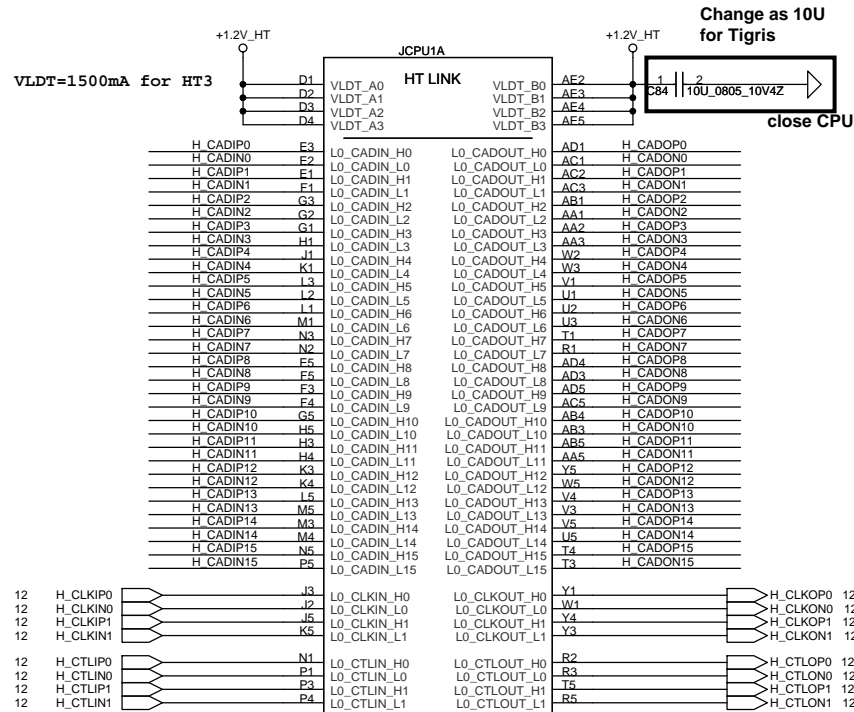 Change as 10U
for Tigris
+1.2V_HT
+1.2V_HT
JCPU1A
VLDT=1500mA for HT3
HT LINK
D1 VLDT_A0 VLDT_B0 AE2
D2 VLDT_A1 VLDT_B1 AE3
D3 VLDT_A2 VLDT_B2 AE4
D4 VLDT_A3 VLDT_B3 AE5
1 2
C84 10U_0805_10V4Z
close CPU
H_CADIP0 E3 L0_CADIN_H0 L0_CADOUT_H0 AD1 H_CADOP0
H_CADIN0 E2 L0_CADIN_L0 L0_CADOUT_L0 AC1 H_CADON0
H_CADIP1 E1 L0_CADIN_H1 L0_CADOUT_H1 AC2 H_CADOP1
H_CADIN1 F1 L0_CADIN_L1 L0_CADOUT_L1 AC3 H_CADON1
H_CADIP2 G3 L0_CADIN_H2 L0_CADOUT_H2 AB1 H_CADOP2
H_CADIN2 G2 L0_CADIN_L2 L0_CADOUT_L2 AA1 H_CADON2
H_CADIP3 G1 L0_CADIN_H3 L0_CADOUT_H3 AA2 H_CADOP3
H_CADIN3 H1 L0_CADIN_L3 L0_CADOUT_L3 AA3 H_CADON3
H_CADIP4 J1 L0_CADIN_H4 L0_CADOUT_H4 W2 H_CADOP4
H_CADIN4 K1 L0_CADIN_L4 L0_CADOUT_L4 W3 H_CADON4
H_CADIP5 L3 L0_CADIN_H5 L0_CADOUT_H5 V1 H_CADOP5
H_CADIN5 L2 L0_CADIN_L5 L0_CADOUT_L5 U1 H_CADON5
H_CADIP6 L1 L0_CADIN_H6 L0_CADOUT_H6 U2 H_CADOP6
H_CADIN6 M1 L0_CADIN_L6 L0_CADOUT_L6 U3 H_CADON6
H_CADIP7 N3 L0_CADIN_H7 L0_CADOUT_H7 T1 H_CADOP7
H_CADIN7 N2 L0_CADIN_L7 L0_CADOUT_L7 R1 H_CADON7
H_CADIP8 E5 L0_CADIN_H8 L0_CADOUT_H8 AD4 H_CADOP8
H_CADIN8 F5 L0_CADIN_L8 L0_CADOUT_L8 AD3 H_CADON8
H_CADIP9 F3 L0_CADIN_H9 L0_CADOUT_H9 AD5 H_CADOP9
H_CADIN9 F4 L0_CADIN_L9 L0_CADOUT_L9 AC5 H_CADON9
H_CADIP10 G5 L0_CADIN_H10 L0_CADOUT_H10 AB4 H_CADOP10
H_CADIN10 H5 L0_CADIN_L10 L0_CADOUT_L10 AB3 H_CADON10
H_CADIP11 H3 L0_CADIN_H11 L0_CADOUT_H11 AB5 H_CADOP11
H_CADIN11 H4 L0_CADIN_L11 L0_CADOUT_L11 AA5 H_CADON11
H_CADIP12 K3 L0_CADIN_H12 L0_CADOUT_H12 Y5 H_CADOP12
H_CADIN12 K4 L0_CADIN_L12 L0_CADOUT_L12 W5 H_CADON12
H_CADIP13 L5 L0_CADIN_H13 L0_CADOUT_H13 V4 H_CADOP13
H_CADIN13 M5 L0_CADIN_L13 L0_CADOUT_L13 V3 H_CADON13
H_CADIP14 M3 L0_CADIN_H14 L0_CADOUT_H14 V5 H_CADOP14
H_CADIN14 M4 L0_CADIN_L14 L0_CADOUT_L14 U5 H_CADON14
H_CADIP15 N5 L0_CADIN_H15 L0_CADOUT_H15 T4 H_CADOP15
H_CADIN15 P5 L0_CADIN_L15 L0_CADOUT_L15 T3 H_CADON15
12 H_CLKIP0 J3 L0_CLKIN_H0 L0_CLKOUT_H0 Y1 H_CLKOP0 12
12 H_CLKIN0 J2 L0_CLKIN_L0 L0_CLKOUT_L0 W1 H_CLKON0 12
12 H_CLKIP1 J5 L0_CLKIN_H1 L0_CLKOUT_H1 Y4 H_CLKOP1 12
12 H_CLKIN1 K5 L0_CLKIN_L1 L0_CLKOUT_L1 Y3 H_CLKON1 12
12 H_CTLIP0 N1 L0_CTLIN_H0 L0_CTLOUT_H0 R2 H_CTLOP0 12
12 H_CTLIN0 P1 L0_CTLIN_L0 L0_CTLOUT_L0 R3 H_CTLON0 12
12 H_CTLIP1 P3 L0_CTLIN_H1 L0_CTLOUT_H1 T5 H_CTLOP1 12
12 H_CTLIN1 P4 L0_CTLIN_L1 L0_CTLOUT_L1 R5 H_CTLON1 12